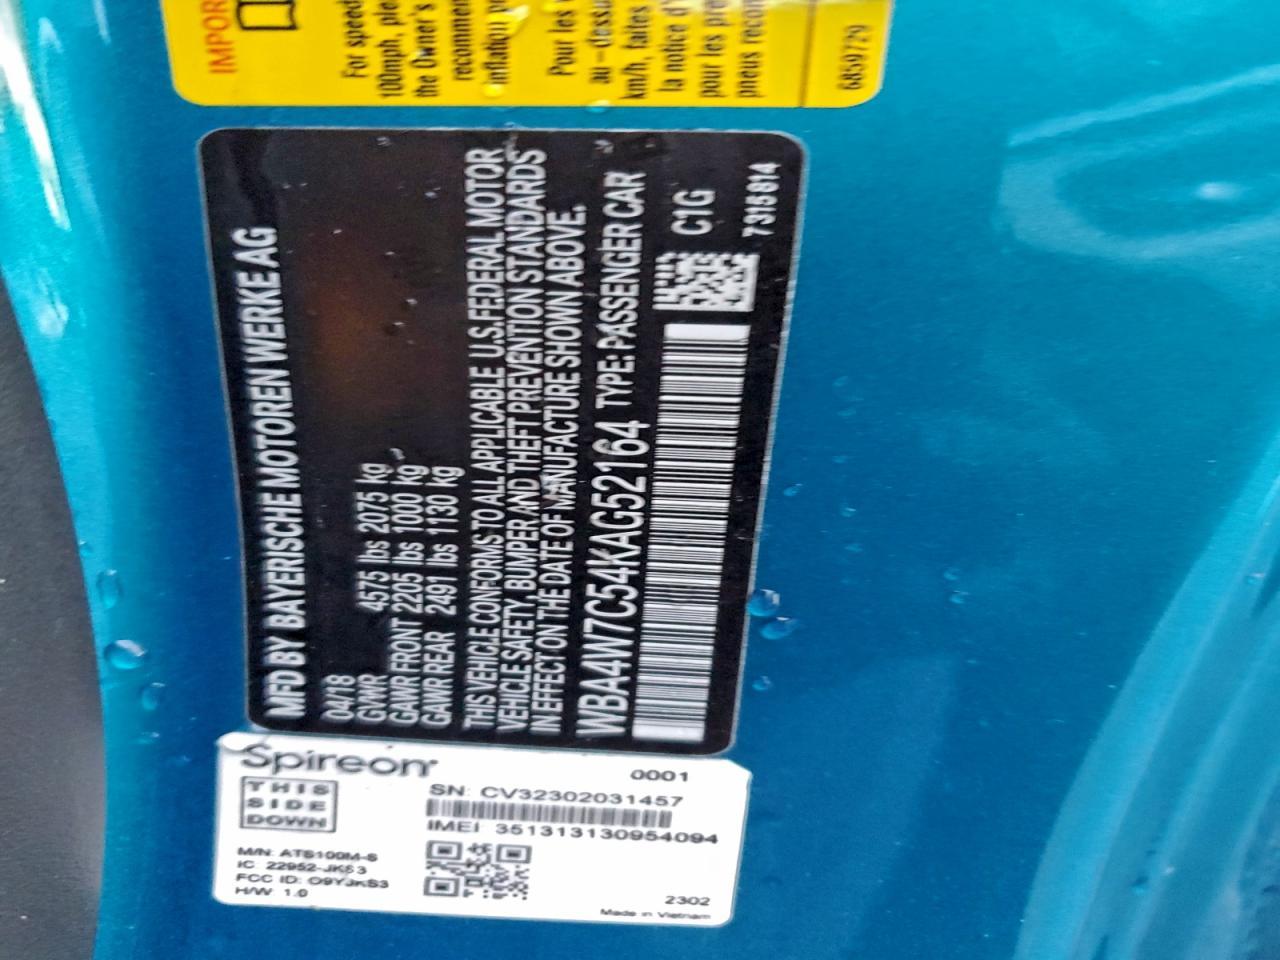 IMPOR
For speed
100mph, ple
the Owner's
recommen
inflation
Pour les
au-dessu
km/h, faites
la notice
pour les pre
pneus recom
6859729
MFD BY BAYERISCHE MOTOREN WERKE AG
04/18
GVWR 4575 lbs 2075 kg
GAWR FRONT 2205 lbs 1000 kg
GAWR REAR 2491 lbs 1130 kg
THIS VEHICLE CONFORMS TO ALL APPLICABLE U.S. FEDERAL MOTOR
VEHICLE SAFETY, BUMPER AND THEFT PREVENTION STANDARDS
IN EFFECT ON THE DATE OF MANUFACTURE SHOWN ABOVE.
WBA4W7C54KAG52164 TYPE: PASSENGER CAR
C1G
7315814
Spireon
0001
THIS
SIDE
DOWN
SN: CV32302031457
IMEI: 351313130954094
M/N: ATS100M-S
IC: 22952-JKS3
FCC ID: O9YJKS3
H/W: 1.0
2302
Made in Vietnam